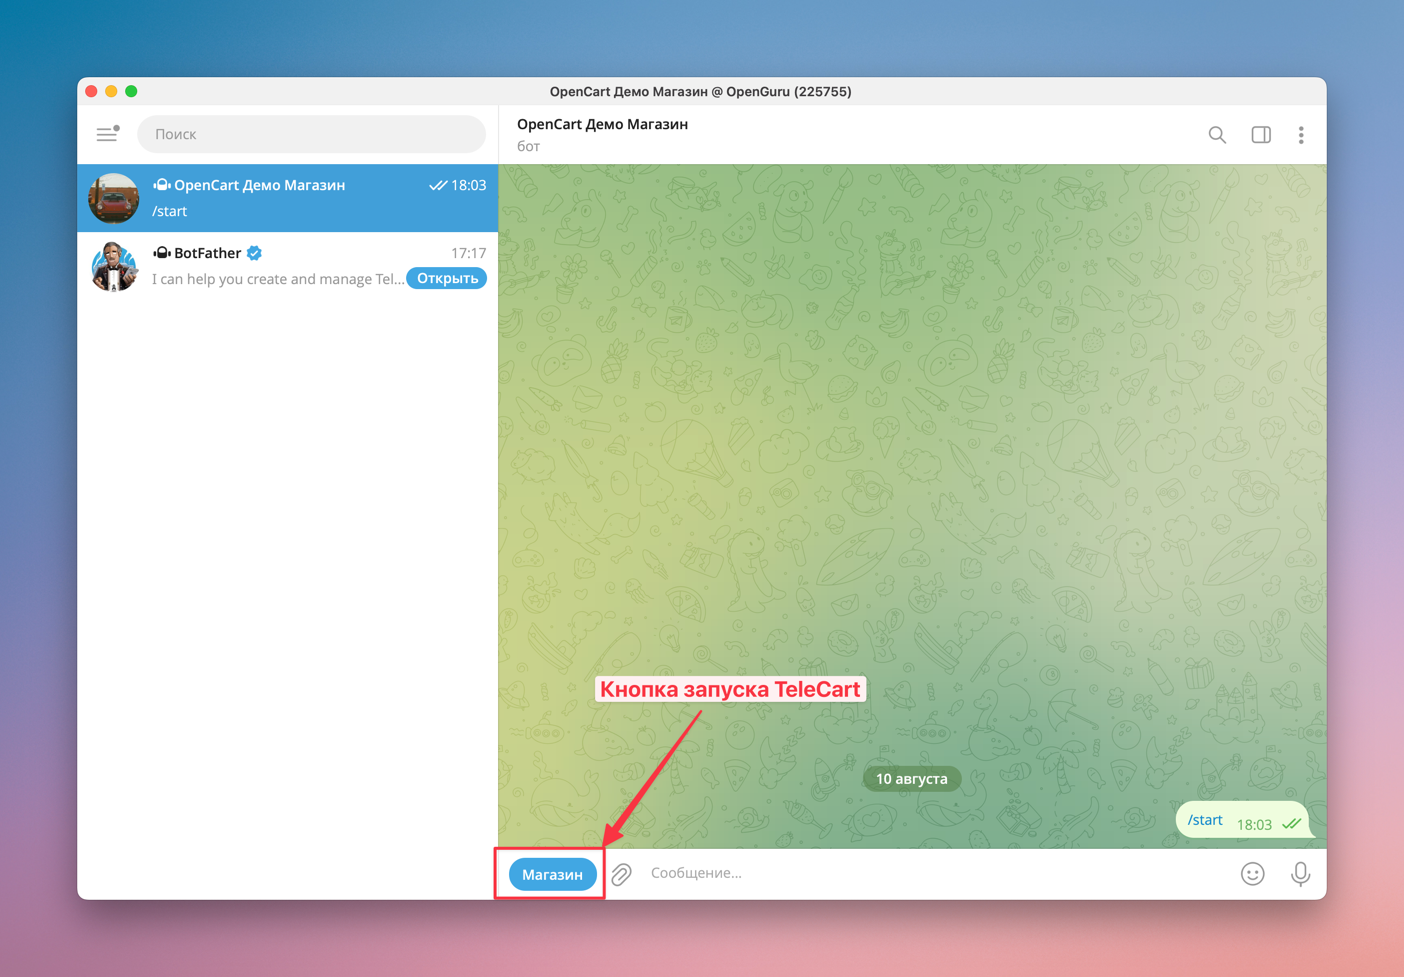 OpenCart Демо Магазин @ OpenGuru (225755)
Поиск
OpenCart Демо Магазин
бот
OpenCart Демо Магазин 18:03
/start
BotFather 17:17
I can help you create and manage Tel... Открыть
Кнопка запуска TeleCart
10 августа
/start 18:03
Магазин Сообщение...